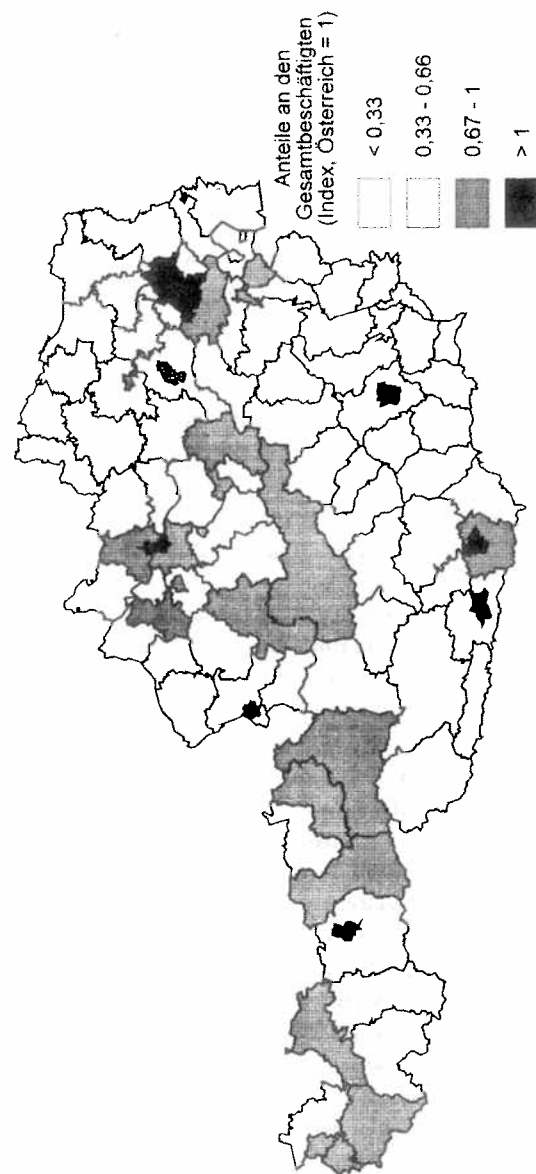 Anteile an den
Gesamtbeschäftigten
(Index, Österreich = 1)
< 0,33
0,33 - 0,66
0,67 - 1
> 1